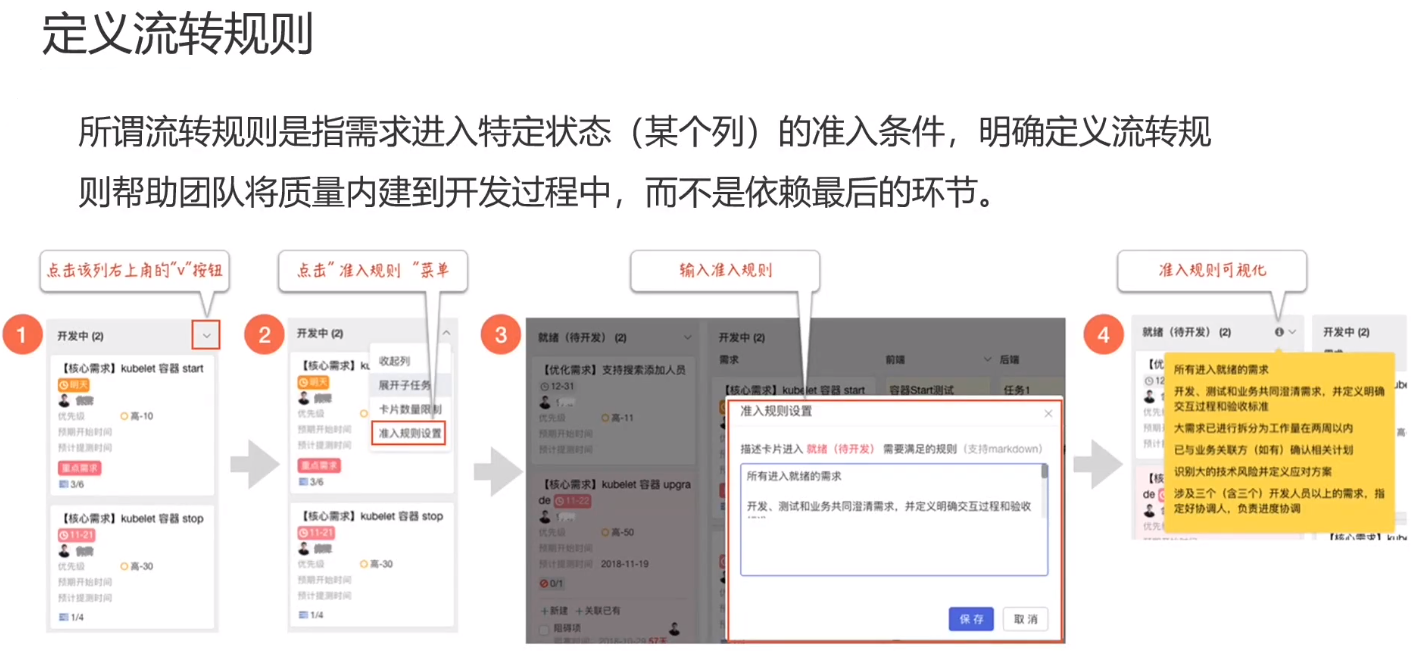 定义流转规则
所谓流转规则是指需求进入特定状态（某个列）的准入条件，明确定义流转规
则帮助团队将质量内建到开发过程中，而不是依赖最后的环节。
点击该列右上角的"v"按钮
点击"准入规则 "菜单
输入准入规则
准入规则可视化
1
开发中 (2)
【核心需求】kubelet 容器 start
明天
优先级
高-10
预期开始时间
预计提测时间
重点需求
3/6
【核心需求】kubelet 容器 stop
11-21
优先级
高-30
预期开始时间
预计提测时间
1/4
2
开发中 (2)
【核心需求】ku
明天
优先级
预期开始时间
预计提测时间
重点需求
3/6
收起列
展开子任务
卡片数量限制
准入规则设置
【核心需求】kubelet 容器 stop
11-21
优先级
高-30
预期开始时间
预计提测时间
1/4
3
就绪（待开发） (2)
【优化需求】支持搜索添加人员
12-31
优先级
高-11
预期开始时间
预计提测时间
【核心需求】kubelet 容器 upgra
de
11-22
优先级
高-50
预期开始时间
预计提测时间 2018-11-19
0/1
+新建 +关联已有
阻碍项
57天
开发中 (2)
需求
前端
后端
【核心需求】kubelet 容器 start
容器Start测试
任务1
准入规则设置
描述卡片进入 就绪（待开发） 需要满足的规则（支持markdown）
所有进入就绪的需求
开发、测试和业务共同澄清需求，并定义明确交互过程和验收
保 存
取 消
4
就绪（待开发） (2)
开发中 (2)
所有进入就绪的需求
开发、测试和业务共同澄清需求，并定义明确
交互过程和验收标准
大需求已进行拆分为工作量在两周以内
已与业务关联方（如有）确认相关计划
识别大的技术风险并定义应对方案
涉及三个（含三个）开发人员以上的需求，指
定好协调人，负责进度协调